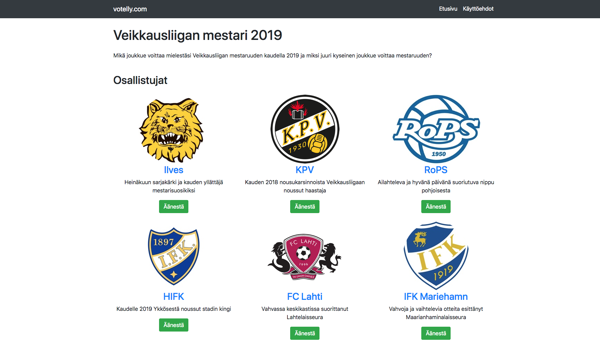 votelly.com Etusivu Käyttöehdot
Veikkausliigan mestari 2019
Mikä joukkue voittaa mielestäsi Veikkausliigan mestaruuden kaudella 2019 ja miksi juuri kyseinen joukkue voittaa mestaruuden?
Osallistujat
K.P.V.
1930
RoPS
1950
Ilves
KPV
RoPS
Heinäkuun sarjakärki ja kauden yllättäjä
mestarisuosikiksi
Kauden 2018 nousukarsinnoista Veikkausliigaan
noussut haastaja
Ailahteleva ja hyvänä päivänä suoriutuva nippu
pohjoisesta
Äänestä
Äänestä
Äänestä
1897
I.F.K.
FC LAHTI
IFK
1919
HIFK
FC Lahti
IFK Mariehamn
Kaudelle 2019 Ykkösestä noussut stadin kingi
Vahvassa keskikastissa suorittanut
Lahtelaisseura
Vahvoja ja vaihtelevia otteita esittänyt
Maarianhaminalaisseura
Äänestä
Äänestä
Äänestä